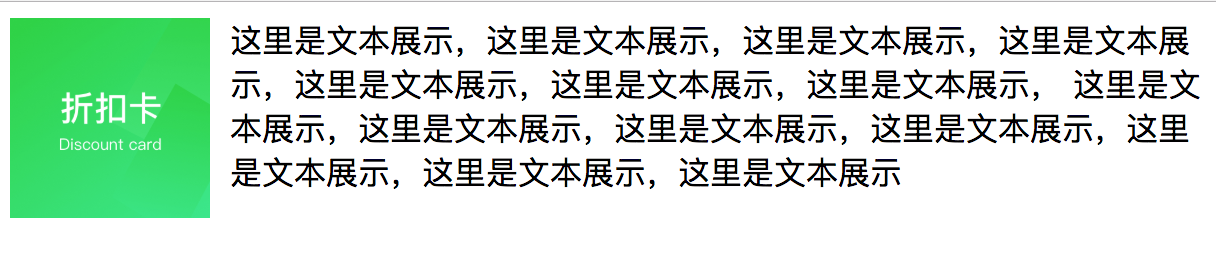 折扣卡
Discount card
这里是文本展示，这里是文本展示，这里是文本展示，这里是文本展
示，这里是文本展示，这里是文本展示，这里是文本展示， 这里是文
本展示，这里是文本展示，这里是文本展示，这里是文本展示，这里
是文本展示，这里是文本展示，这里是文本展示